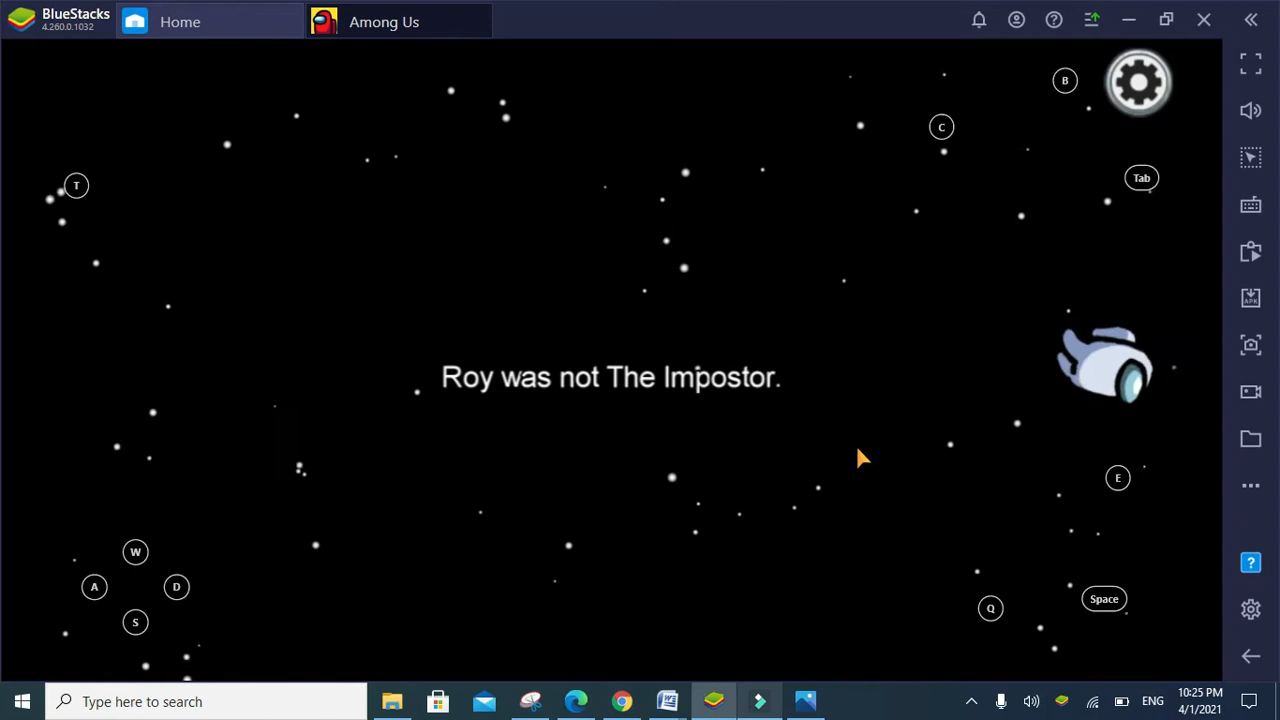 BlueStacks
4.260.0.1032
Home
Among Us
B
C
T
Tab
Roy was not The Impostor.
E
W
A
D
S
Q
Space
APK
?
Type here to search
ENG
10:25 PM
4/1/2021